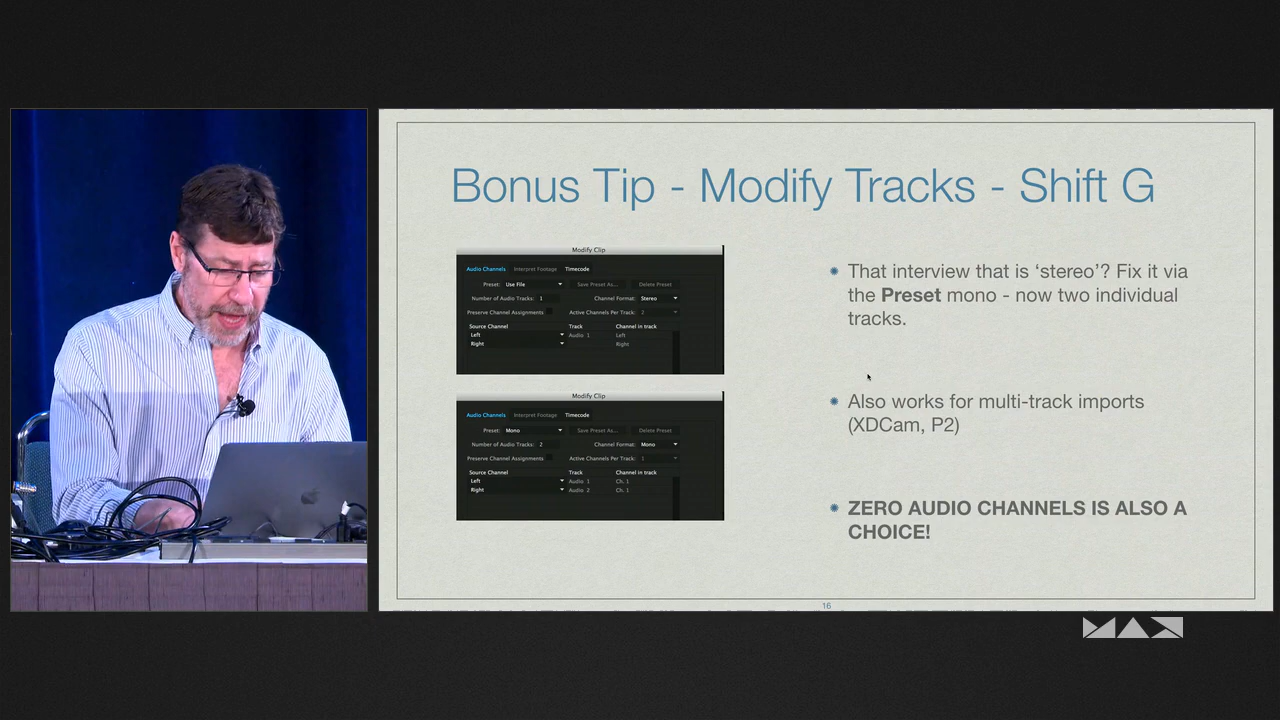 Bonus Tip - Modify Tracks - Shift G
Modify Clip
Audio Channels Interpret Footage Timecode
Preset: Use File Save Preset As... Delete Preset
Number of Audio Tracks: 1 Channel Format: Stereo
Preserve Channel Assignments Active Channels Per Track: 2
Source Channel Track Channel in track
Left Audio 1 Left
Right Right
Modify Clip
Audio Channels Interpret Footage Timecode
Preset: Mono Save Preset As... Delete Preset
Number of Audio Tracks: 2 Channel Format: Mono
Preserve Channel Assignments Active Channels Per Track: 1
Source Channel Track Channel in track
Left Audio 1 Ch. 1
Right Audio 2 Ch. 1
That interview that is ‘stereo’? Fix it via
the Preset mono - now two individual
tracks.
Also works for multi-track imports
(XDCam, P2)
ZERO AUDIO CHANNELS IS ALSO A
CHOICE!
16
MAX